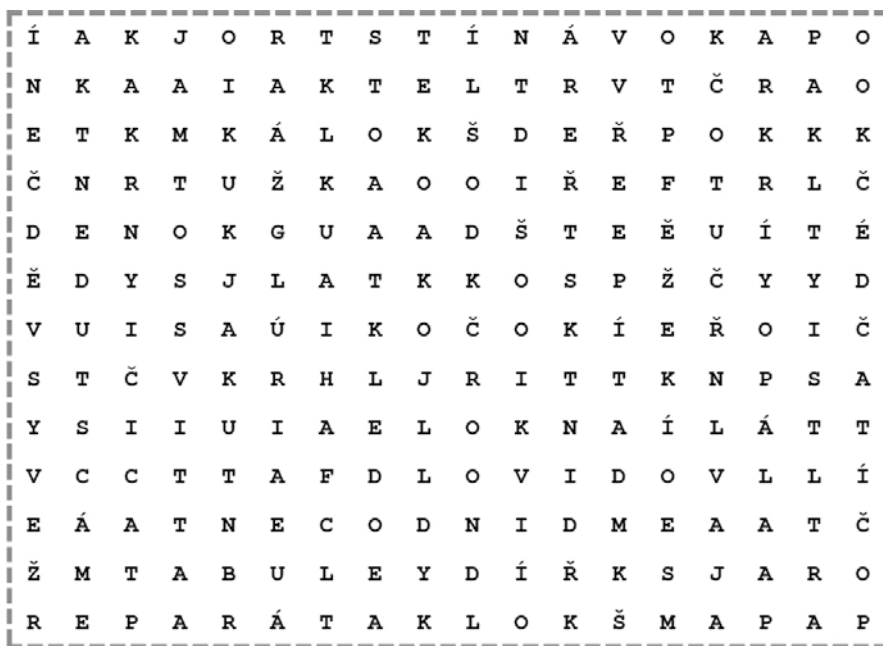 Í A K J O R T S T Í N Á V O K A P O
N K A A I A K T E L T R V T Č R A O
E T K M K Á L O K Š D E Ř P O K K K
Č N R T U Ž K A O O I Ř E F T R L Č
D E N O K G U A A D Š T E Ě U Í T É
Ě D Y S J L A T K K O S P Ž Č Y Y D
V U I S A Ú I K O Č O K Í E Ř O I Č
S T Č V K R H L J R I T T K N P S A
Y S I I U I A E L O K N A Í L Á T T
V C C T T A F D L O V I D O V L L Í
E Á A T N E C O D N I D M E A A T Č
Ž M T A B U L E Y D Í Ř K S J A R O
R E P A R Á T A K L O K Š M A P A P